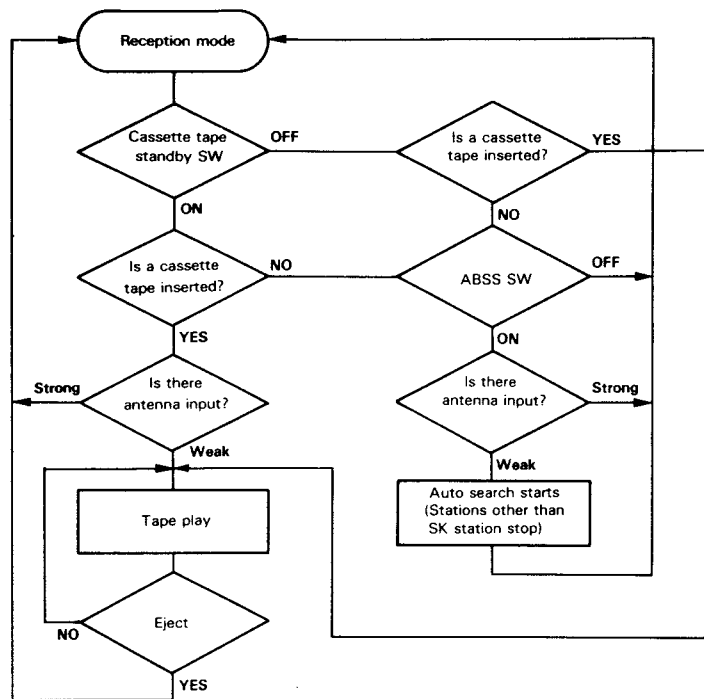 Reception mode
Cassette tape
standby SW
OFF
Is a cassette
tape inserted?
YES
ON
NO
Is a cassette
tape inserted?
NO
ABSS SW
OFF
YES
ON
Strong
Is there
antenna input?
Is there
antenna input?
Strong
Weak
Weak
Tape play
Auto search starts
(Stations other than
SK station stop)
NO
Eject
YES